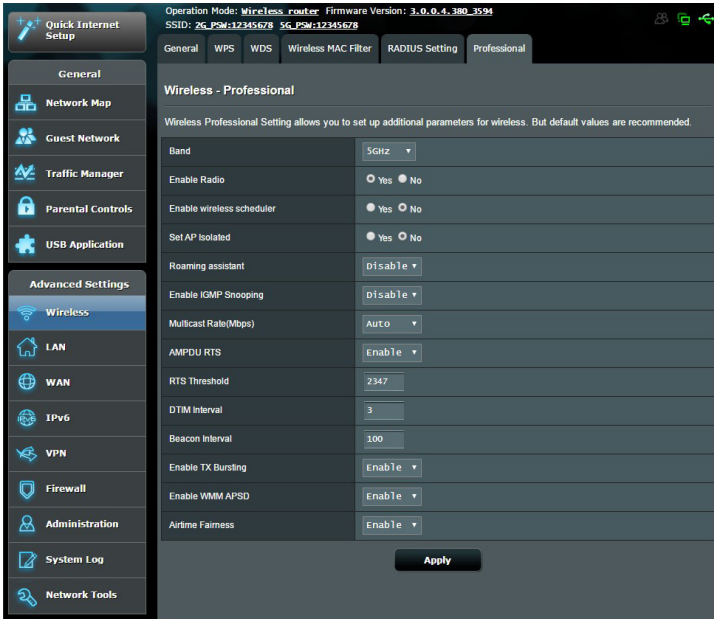 Quick Internet
Setup
Operation Mode: Wireless router Firmware Version: 3.0.0.4.380_3594
SSID: 2G_PSW:12345678 5G_PSW:12345678
General WPS WDS Wireless MAC Filter RADIUS Setting Professional
General
Network Map
Guest Network
Traffic Manager
Parental Controls
USB Application
Advanced Settings
Wireless
LAN
WAN
IPv6
IPv6
VPN
Firewall
Administration
System Log
Network Tools
Wireless - Professional
Wireless Professional Setting allows you to set up additional parameters for wireless. But default values are recommended.
Band 5GHz
Enable Radio Yes No
Enable wireless scheduler Yes No
Set AP Isolated Yes No
Roaming assistant Disable
Enable IGMP Snooping Disable
Multicast Rate(Mbps) Auto
AMPDU RTS Enable
RTS Threshold 2347
DTIM Interval 3
Beacon Interval 100
Enable TX Bursting Enable
Enable WMM APSD Enable
Airtime Fairness Enable
Apply